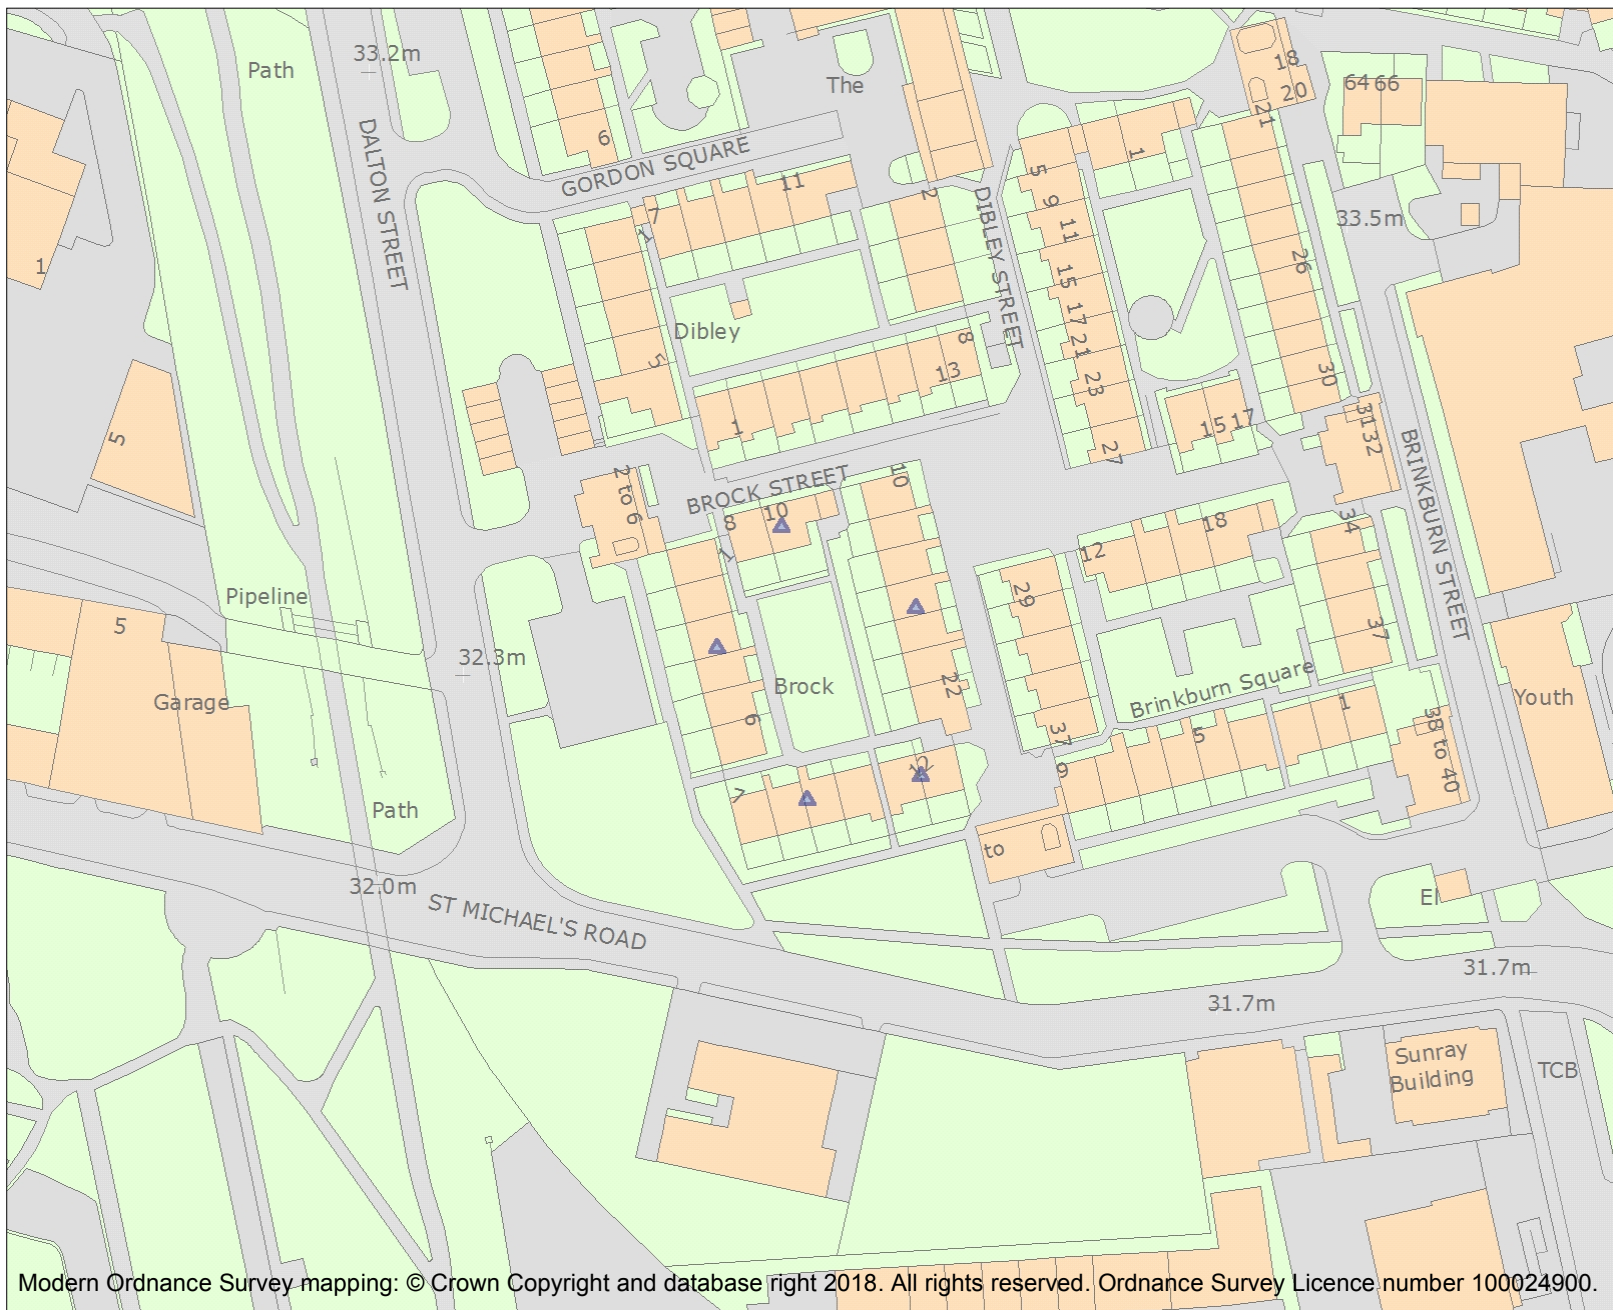 33.2m
Path
The
18
20
64 66
21
6
1
DALTON STREET
GORDON SQUARE
11
7
1
2
5
9
11
15
17
21
23
27
DIBLEY STREET
33.5m
26
1
Dibley
5
8
13
1
30
15 17
31 32
5
BROCK STREET
2 to 6
8
10
10
1
12
18
34
BRINKBURN STREET
Pipeline
5
29
37
32.3m
Garage
Brock
22
6
Brinkburn Square
Youth
37
1
5
38 to 40
9
12
7
Path
to
32.0m
ST MICHAEL'S ROAD
El
31.7m
31.7m
Sunray
Building
TCB
Modern Ordnance Survey mapping: © Crown Copyright and database right 2018. All rights reserved. Ordnance Survey Licence number 100024900.